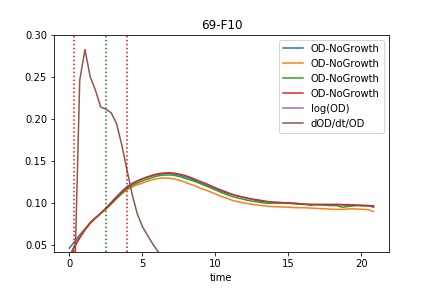 69-F10
0.30
0.25
0.20
0.15
0.10
0.05
OD-NoGrowth
OD-NoGrowth
OD-NoGrowth
OD-NoGrowth
log(OD)
dOD/dt/OD
0 5 10 15 20
time